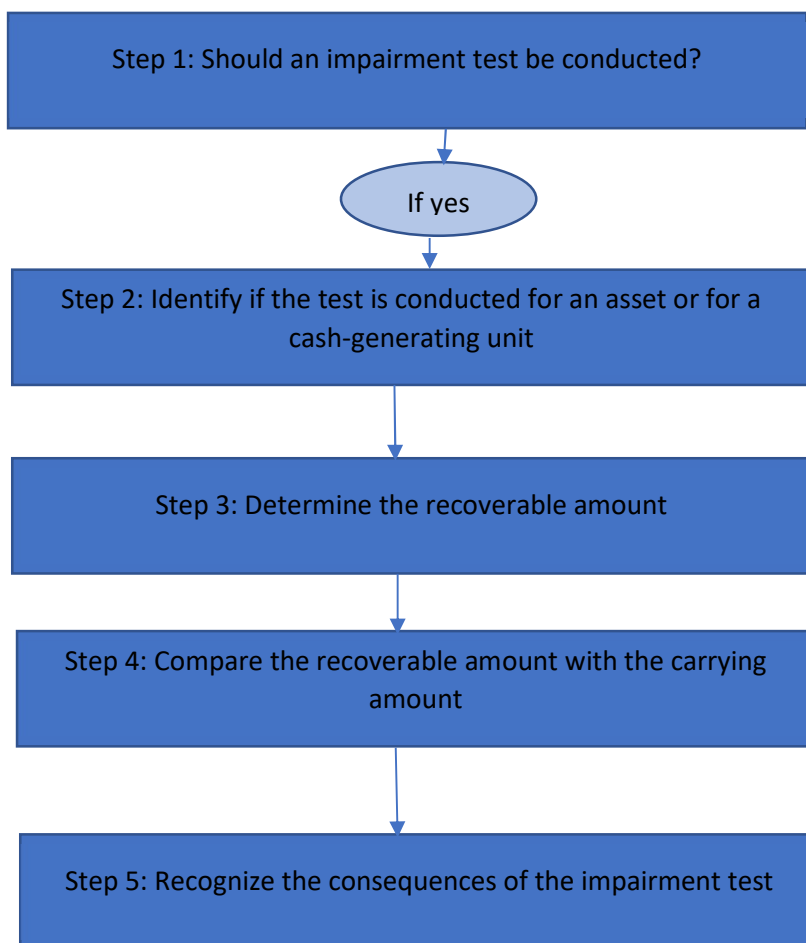 Step 1: Should an impairment test be conducted?
If yes
Step 2: Identify if the test is conducted for an asset or for a
cash-generating unit
Step 3: Determine the recoverable amount
Step 4: Compare the recoverable amount with the carrying
amount
Step 5: Recognize the consequences of the impairment test